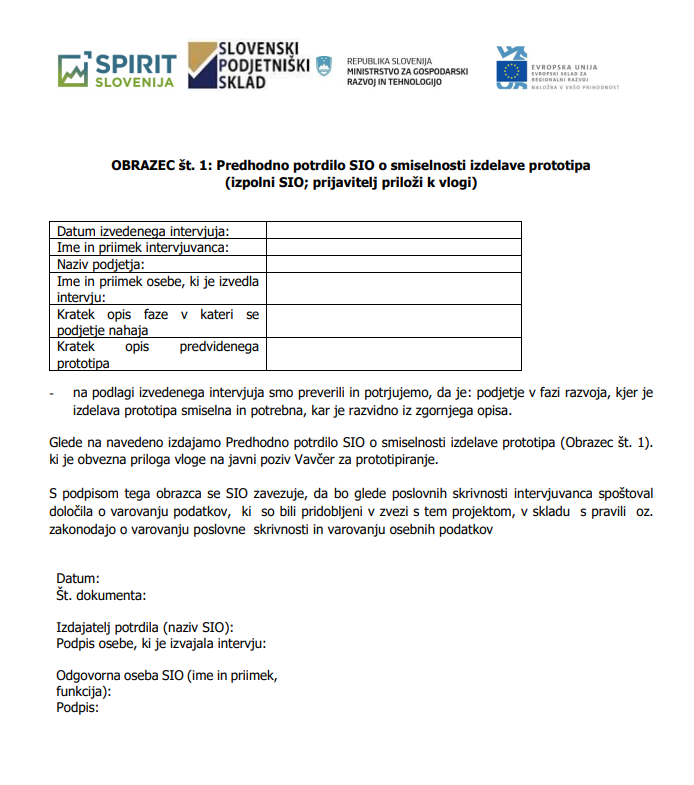 SPIRIT
SLOVENIJA
SLOVENSKI
PODJETNIŠKI
SKLAD
REPUBLIKA SLOVENIJA
MINISTRSTVO ZA GOSPODARSKI
RAZVOJ IN TEHNOLOGIJO
EVROPSKA UNIJA
EVROPSKI SKLAD ZA
REGIONALNI RAZVOJ
NALOŽBA V VAŠO PRIHODNOST
OBRAZEC št. 1: Predhodno potrdilo SIO o smiselnosti izdelave prototipa
(izpolni SIO; prijavitelj priloži k vlogi)
Datum izvedenega intervjuja:
Ime in priimek intervjuvanca:
Naziv podjetja:
Ime in priimek osebe, ki je izvedla
intervju:
Kratek opis faze v kateri se
podjetje nahaja
Kratek opis predvidenega
prototipa
- na podlagi izvedenega intervjuja smo preverili in potrjujemo, da je: podjetje v fazi razvoja, kjer je
izdelava prototipa smiselna in potrebna, kar je razvidno iz zgornjega opisa.
Glede na navedeno izdajamo Predhodno potrdilo SIO o smiselnosti izdelave prototipa (Obrazec št. 1).
ki je obvezna priloga vloge na javni poziv Vavčer za prototipiranje.
S podpisom tega obrazca se SIO zavezuje, da bo glede poslovnih skrivnosti intervjuvanca spoštoval
določila o varovanju podatkov, ki so bili pridobljeni v zvezi s tem projektom, v skladu s pravili oz.
zakonodajo o varovanju poslovne skrivnosti in varovanju osebnih podatkov
Datum:
Št. dokumenta:
Izdajatelj potrdila (naziv SIO):
Podpis osebe, ki je izvajala intervju:
Odgovorna oseba SIO (ime in priimek,
funkcija):
Podpis: